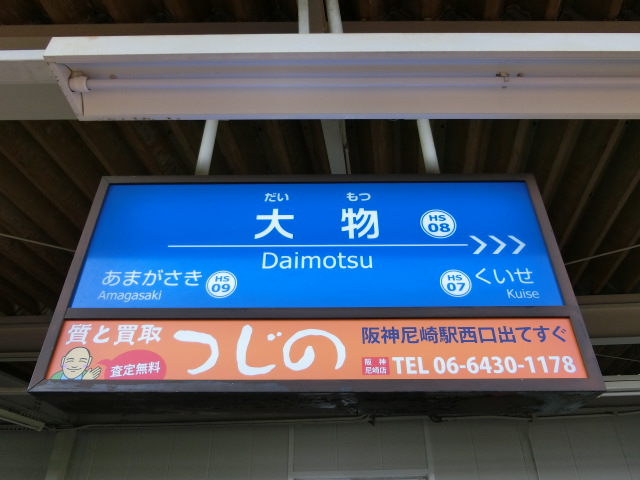 だい もつ
大物 HS 08
Daimotsu
あまがさき HS 09
Amagasaki
HS 07 くいせ
Kuise
質と買取
査定無料
つじの
阪神尼崎駅西口出てすぐ
阪神尼崎店 TEL 06-6430-1178